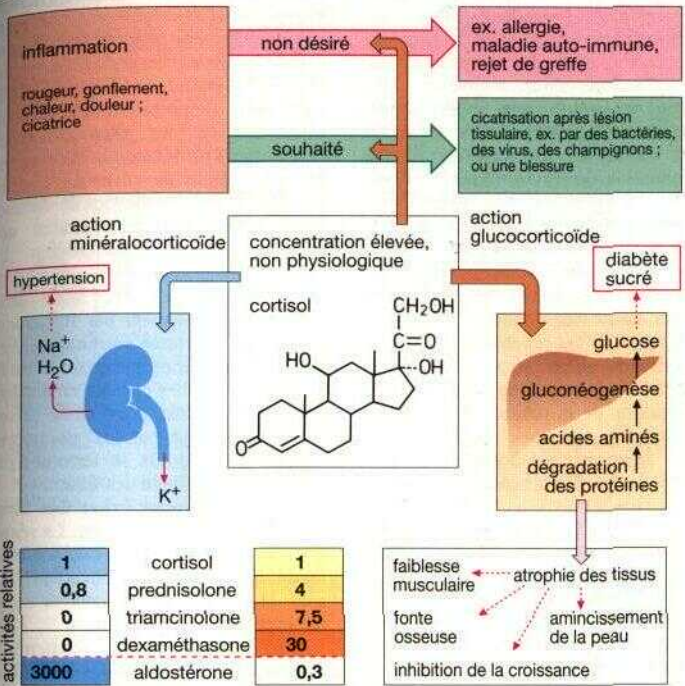 inflammation
rougeur, gonflement,
chaleur, douleur ;
cicatrice
non désiré
souhaité
ex. allergie,
maladie auto-immune,
rejet de greffe
cicatrisation après lésion
tissulaire, ex. par des bactéries,
des virus, des champignons ;
ou une blessure
action
minéralocorticoïde
hypertension
Na⁺
H₂O
K⁺
concentration élevée,
non physiologique
cortisol
CH₂OH
C=O
HO
OH
O
action
glucocorticoïde
diabète
sucré
glucose
gluconéogenèse
acides aminés
dégradation
des protéines
activités relatives
1 cortisol 1
0,8 prednisolone 4
0 triamcinolone 7,5
0 dexaméthasone 30
3000 aldostérone 0,3
faiblesse
musculaire
atrophie des tissus
fonte
osseuse
amincissement
de la peau
inhibition de la croissance